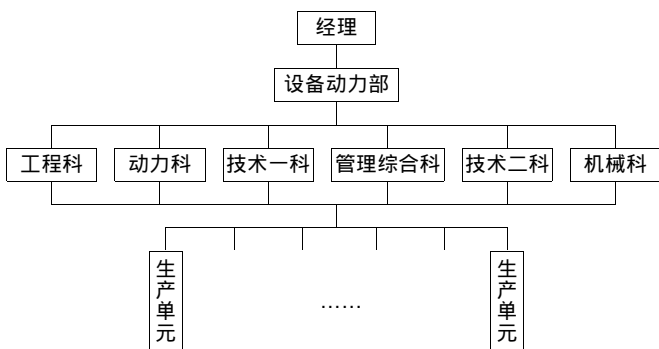 经理
设备动力部
工程科 动力科 技术一科 管理综合科 技术二科 机械科
生产单元 …… 生产单元